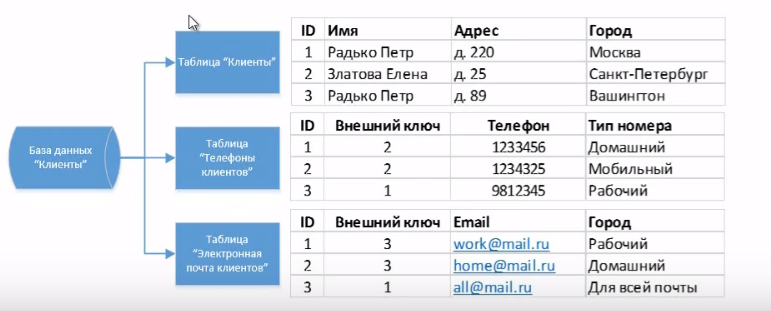 База данных
"Клиенты"
Таблица "Клиенты"
ID Имя Адрес Город
1 Радько Петр д. 220 Москва
2 Златова Елена д. 25 Санкт-Петербург
3 Радько Петр д. 89 Вашингтон
Таблица
"Телефоны
клиентов"
ID Внешний ключ Телефон Тип номера
1 2 1233456 Домашний
2 2 1234325 Мобильный
3 1 9812345 Рабочий
Таблица
"Электронная
почта клиентов"
ID Внешний ключ Email Город
1 3 work@mail.ru Рабочий
2 3 home@mail.ru Домашний
3 1 all@mail.ru Для всей почты